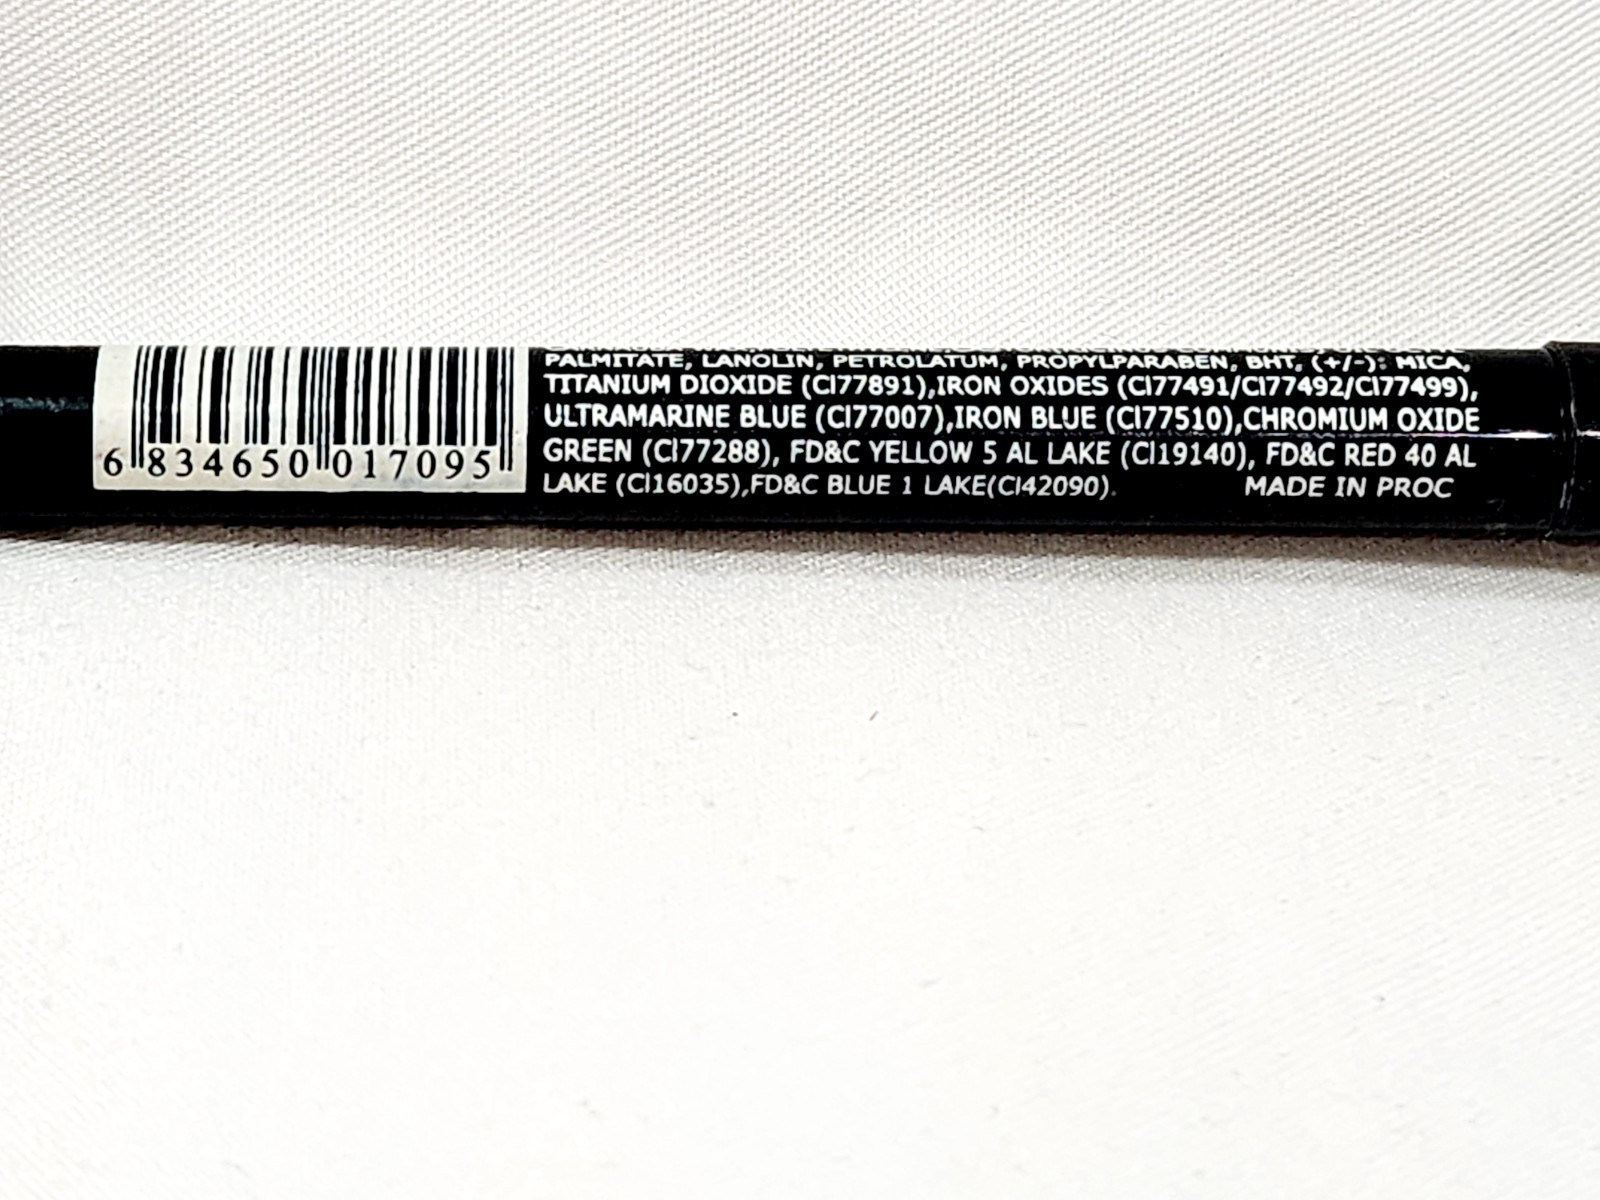 PALMITATE, LANOLIN, PETROLATUM, PROPYLPARABEN, BHT, (+/-): MICA,
TITANIUM DIOXIDE (CI77891),IRON OXIDES (CI77491/CI77492/CI77499),
ULTRAMARINE BLUE (CI77007),IRON BLUE (CI77510),CHROMIUM OXIDE
GREEN (CI77288), FD&C YELLOW 5 AL LAKE (CI19140), FD&C RED 40 AL
LAKE (CI16035),FD&C BLUE 1 LAKE(CI42090). MADE IN PROC
6 834650 017095